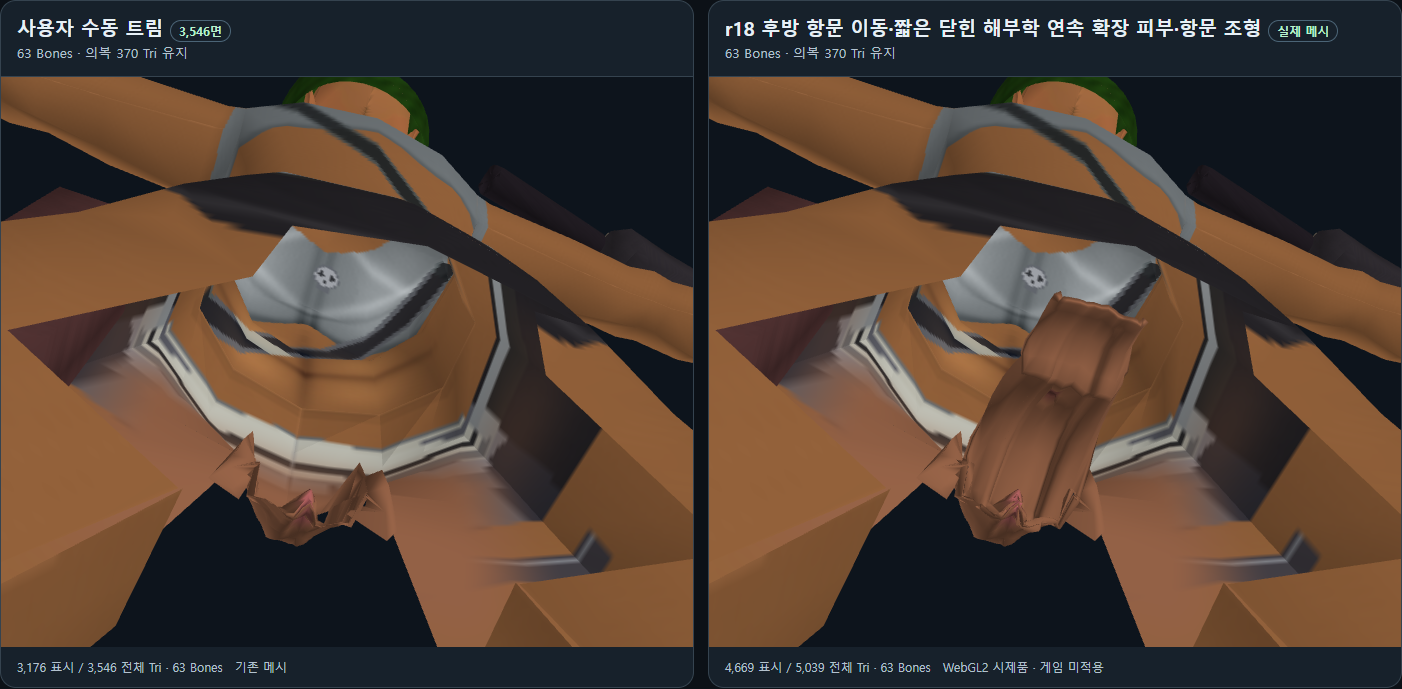 사용자 수동 트림 3,546면
63 Bones · 의복 370 Tri 유지
3,176 표시 / 3,546 전체 Tri · 63 Bones 기존 메시
r18 후방 항문 이동·짧은 닫힌 해부학 연속 확장 피부·항문 조형 실제 메시
63 Bones · 의복 370 Tri 유지
4,669 표시 / 5,039 전체 Tri · 63 Bones WebGL2 시제품 · 게임 미적용